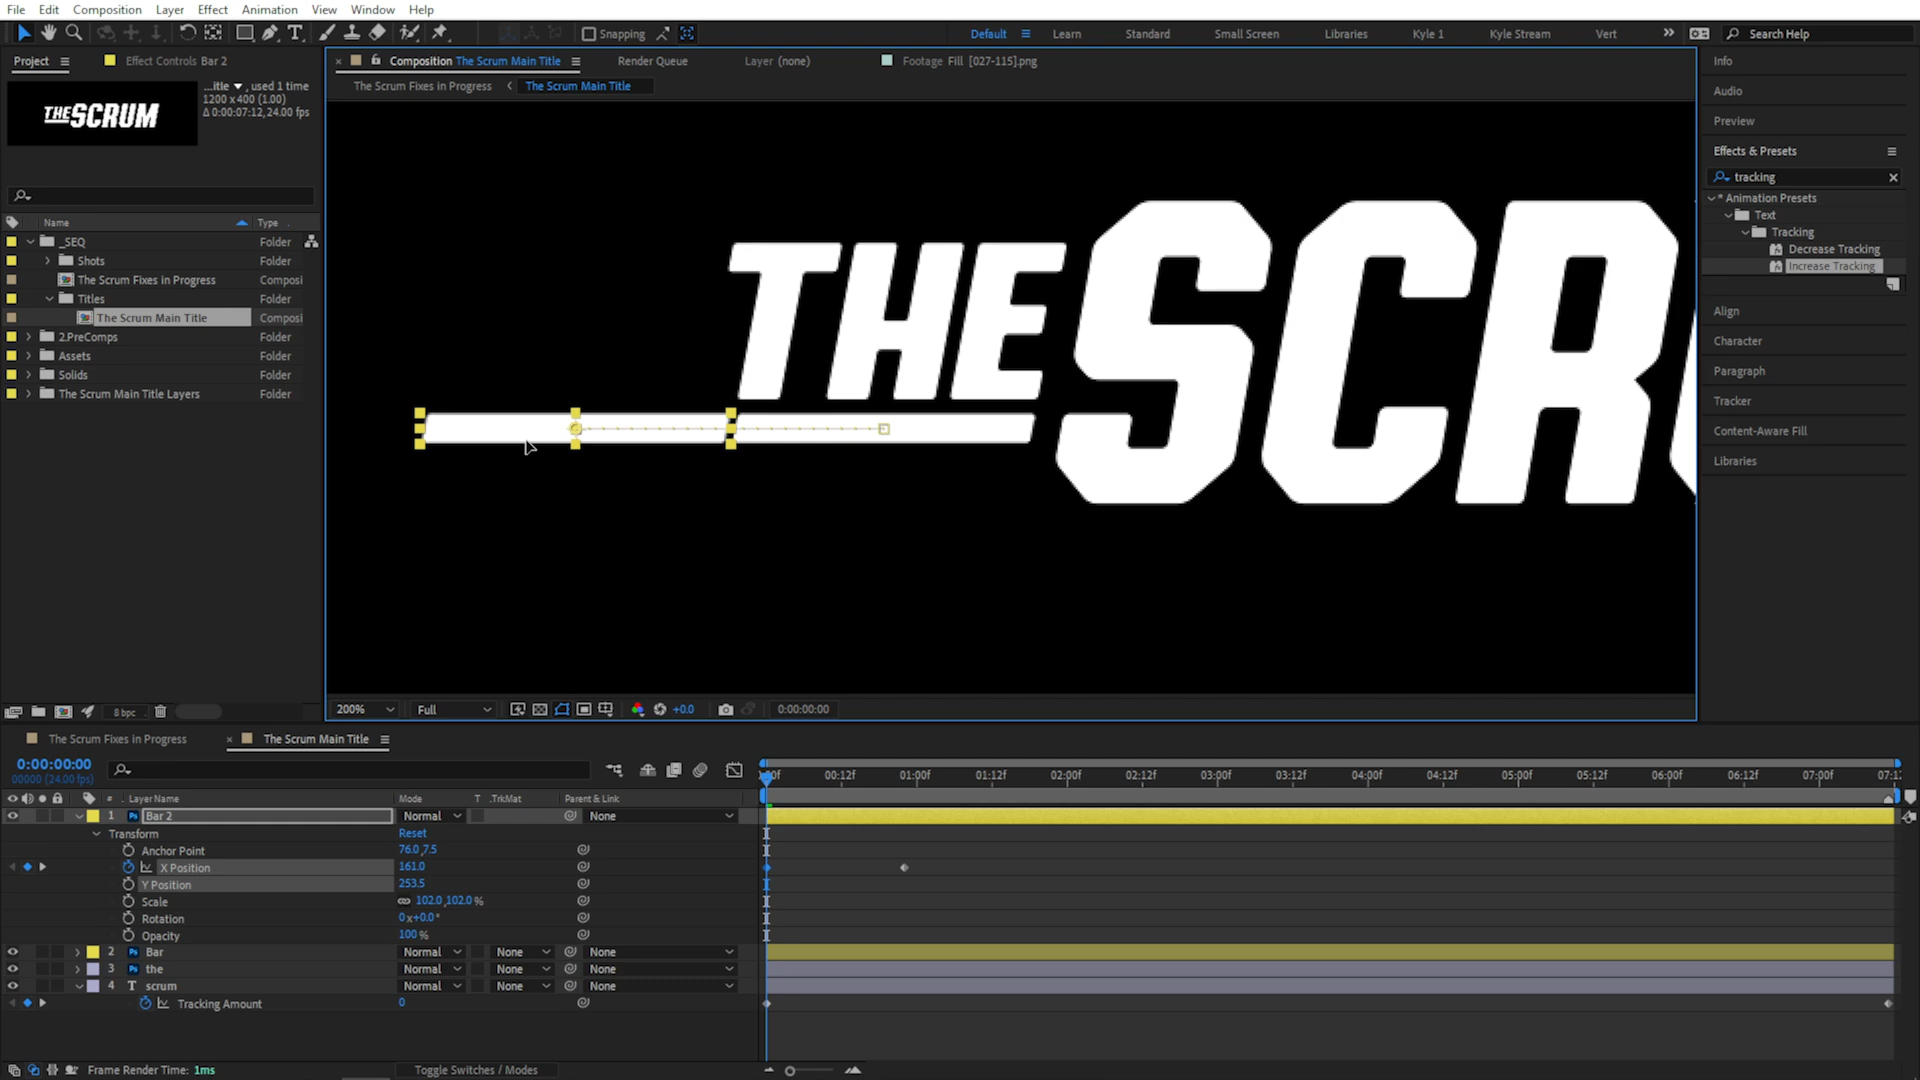 File Edit Composition Layer Effect Animation View Window Help
Snapping
Default Learn Standard Small Screen Libraries Kyle 1 Kyle Stream Vert Search Help
Project Effect Controls Bar 2
...itle ▼ , used 1 time
1200 x 400 (1.00)
Δ 0:00:07:12, 24.00 fps
THE SCRUM
Name Type
_SEQ Folder
Shots Folder
The Scrum Fixes in Progress Composi
Titles Folder
The Scrum Main Title Composi
2.PreComps Folder
Assets Folder
Solids Folder
The Scrum Main Title Layers Folder
8 bpc
Composition The Scrum Main Title Render Queue Layer (none) Footage Fill [027-115].png
The Scrum Fixes in Progress The Scrum Main Title
THE SCR
200% Full +0.0 0:00:00:00
Info
Audio
Preview
Effects & Presets
tracking
* Animation Presets
Text
Tracking
Decrease Tracking
Increase Tracking
Align
Character
Paragraph
Tracker
Content-Aware Fill
Libraries
The Scrum Fixes in Progress The Scrum Main Title
0:00:00:00
00000 (24.00 fps)
00:12f 01:00f 01:12f 02:00f 02:12f 03:00f 03:12f 04:00f 04:12f 05:00f 05:12f 06:00f 06:12f 07:00f 07:12
# Layer Name Mode T .TrkMat Parent & Link
1 Bar 2 Normal None
Transform Reset
Anchor Point 76.0,7.5
X Position 161.0
Y Position 253.5
Scale 102.0,102.0%
Rotation 0x+0.0°
Opacity 100%
2 Bar Normal None None
3 the Normal None None
4 T scrum Normal None None
Tracking Amount 0
Frame Render Time: 1ms Toggle Switches / Modes